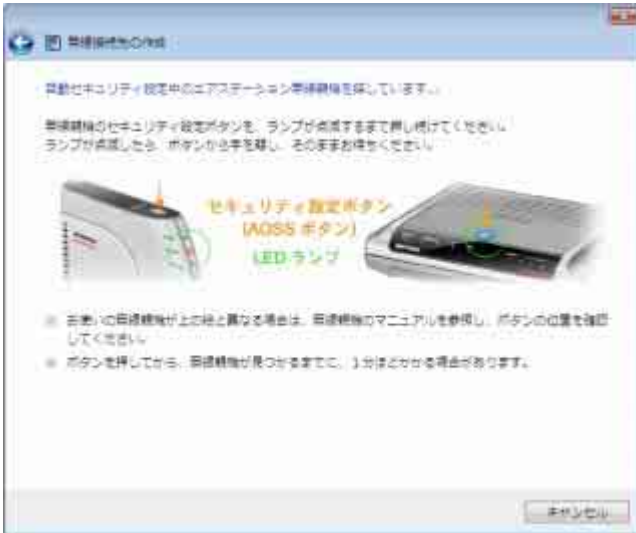 無線接続先の作成
自動セキュリティ設定中のエアステーション無線親機を探しています...
無線親機のセキュリティ設定ボタンを、ランプが点滅するまで押し続けてください。
ランプが点滅したら、ボタンから手を離し、そのままお待ちください。
セキュリティ設定ボタン
(AOSS ボタン)
LED ランプ
お使いの無線親機が上の絵と異なる場合は、無線親機のマニュアルを参照し、ボタンの位置を確認
してください。
ボタンを押してから、無線親機が見つかるまでに、1分ほどかかる場合があります。
キャンセル